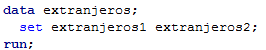 data extranjeros;
  set extranjeros1 extranjeros2;
run;